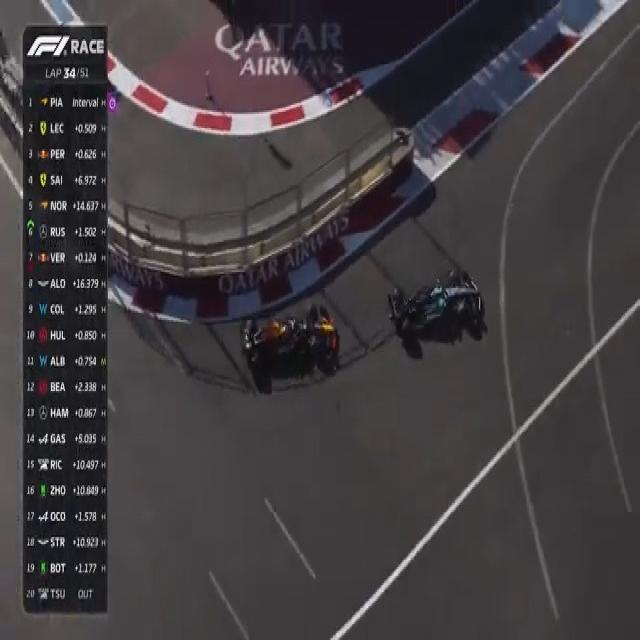 QATAR
AIRWAYS
F1 RACE
LAP 34/51
1 PIA Interval H
2 LEC +0.509 H
3 PER +0.626 H
4 SAI +6.972 H
5 NOR +14.637 H
6 RUS +1.502 H
7 VER +0.124 H
8 ALO +16.379 H
9 COL +1.295 H
10 HUL +0.850 H
11 ALB +0.754 M
12 BEA +2.338 H
13 HAM +0.867 H
14 GAS +5.035 H
15 RIC +10.497 H
16 ZHO +10.849 H
17 OCO +1.578 H
18 STR +10.923 H
19 BOT +1.177 H
20 TSU OUT
RWAYS QATAR AIRWAYS